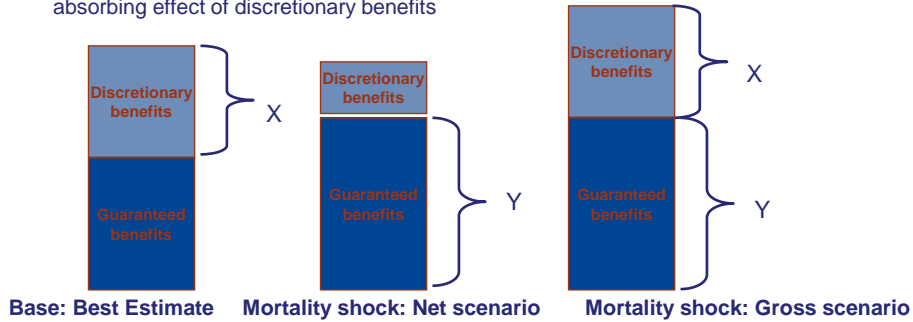 absorbing effect of discretionary benefits
Discretionary
benefits
X
Guaranteed
benefits
Discretionary
benefits
Guaranteed
benefits
Y
Discretionary
benefits
X
Guaranteed
benefits
Y
Base: Best Estimate
Mortality shock: Net scenario
Mortality shock: Gross scenario